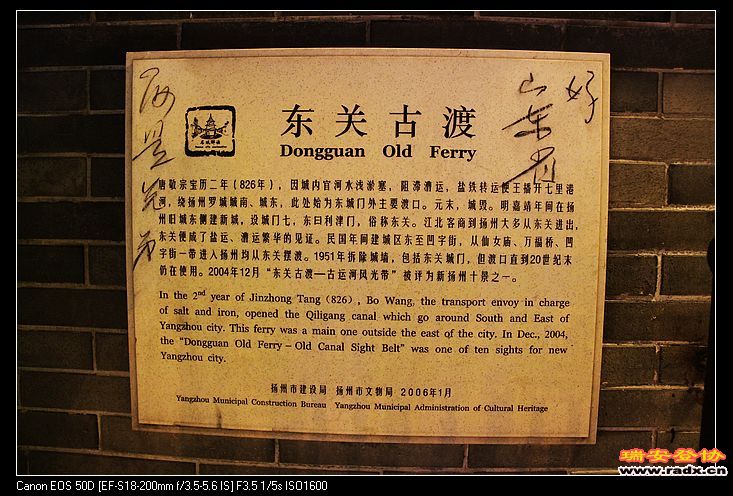 东关古渡
Dongguan Old Ferry
唐敬宗宝历二年（826年），因城内官河水浅淤塞，阻滞漕运，盐铁转运使王播开七里港
河，绕扬州罗城城南、城东，此处始为东城门外主要渡口。元末，城毁。明嘉靖年间在扬
州旧城东侧建新城，设城门七，东曰利津门，俗称东关。江北客商到扬州大多从东关进出，
东关便成了盐运、漕运繁华的见证。民国年间建城区东至凹字街，从仙女庙、万福桥、凹
字街一带进入扬州均从东关摆渡。1951年拆除城墙，包括东关城门，但渡口直到20世纪末
仍在使用。2004年12月“东关古渡—古运河风光带”被评为新扬州十景之一。
In the 2nd year of Jinzhong Tang (826), Bo Wang, the transport envoy in charge
of salt and iron, opened the Qiligang canal which go around South and East of
Yangzhou city. This ferry was a main one outside the east of the city. In Dec., 2004,
the “Dongguan Old Ferry – Old Canal Sight Belt” was one of ten sights for new
Yangzhou city.
扬州市建设局 扬州市文物局 2006年1月
Yangzhou Municipal Construction Bureau Yangzhou Municipal Administration of Cultural Heritage
好
山东省
瑞安登协
www.radx.cn
Canon EOS 50D [EF-S18-200mm f/3.5-5.6 IS] F3.5 1/5s ISO1600